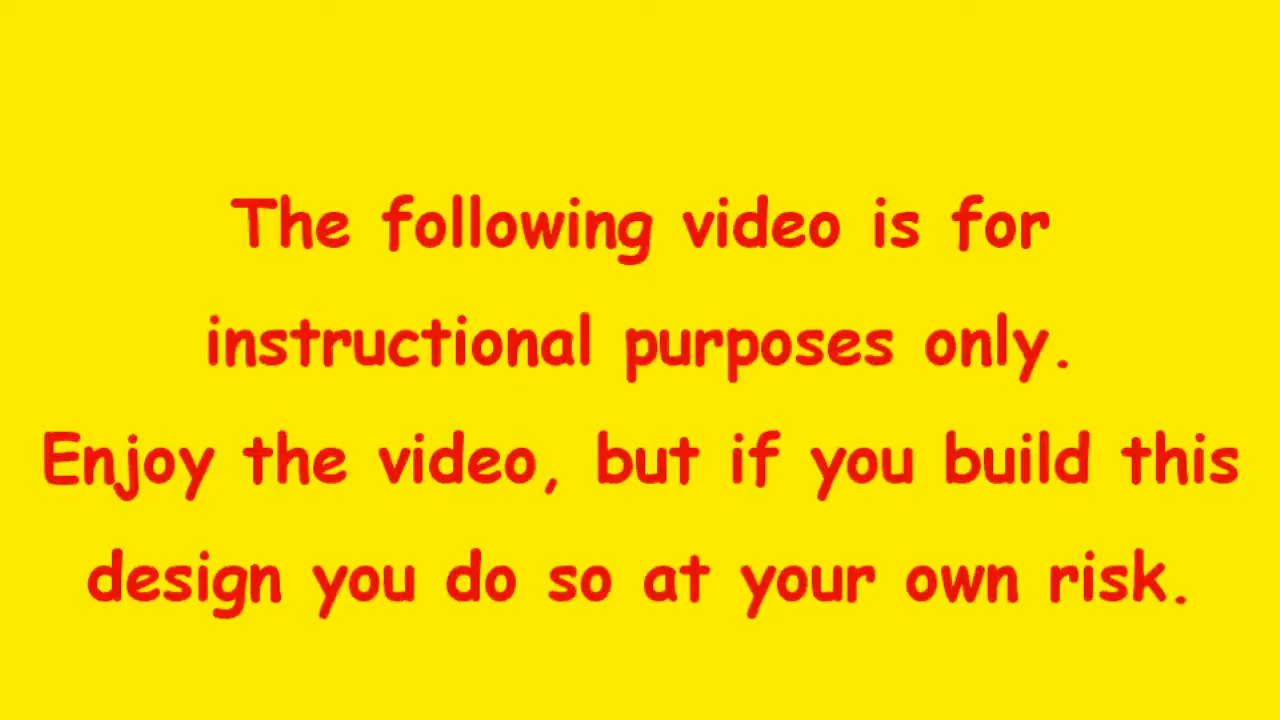 The following video is for
instructional purposes only.
Enjoy the video, but if you build this
design you do so at your own risk.